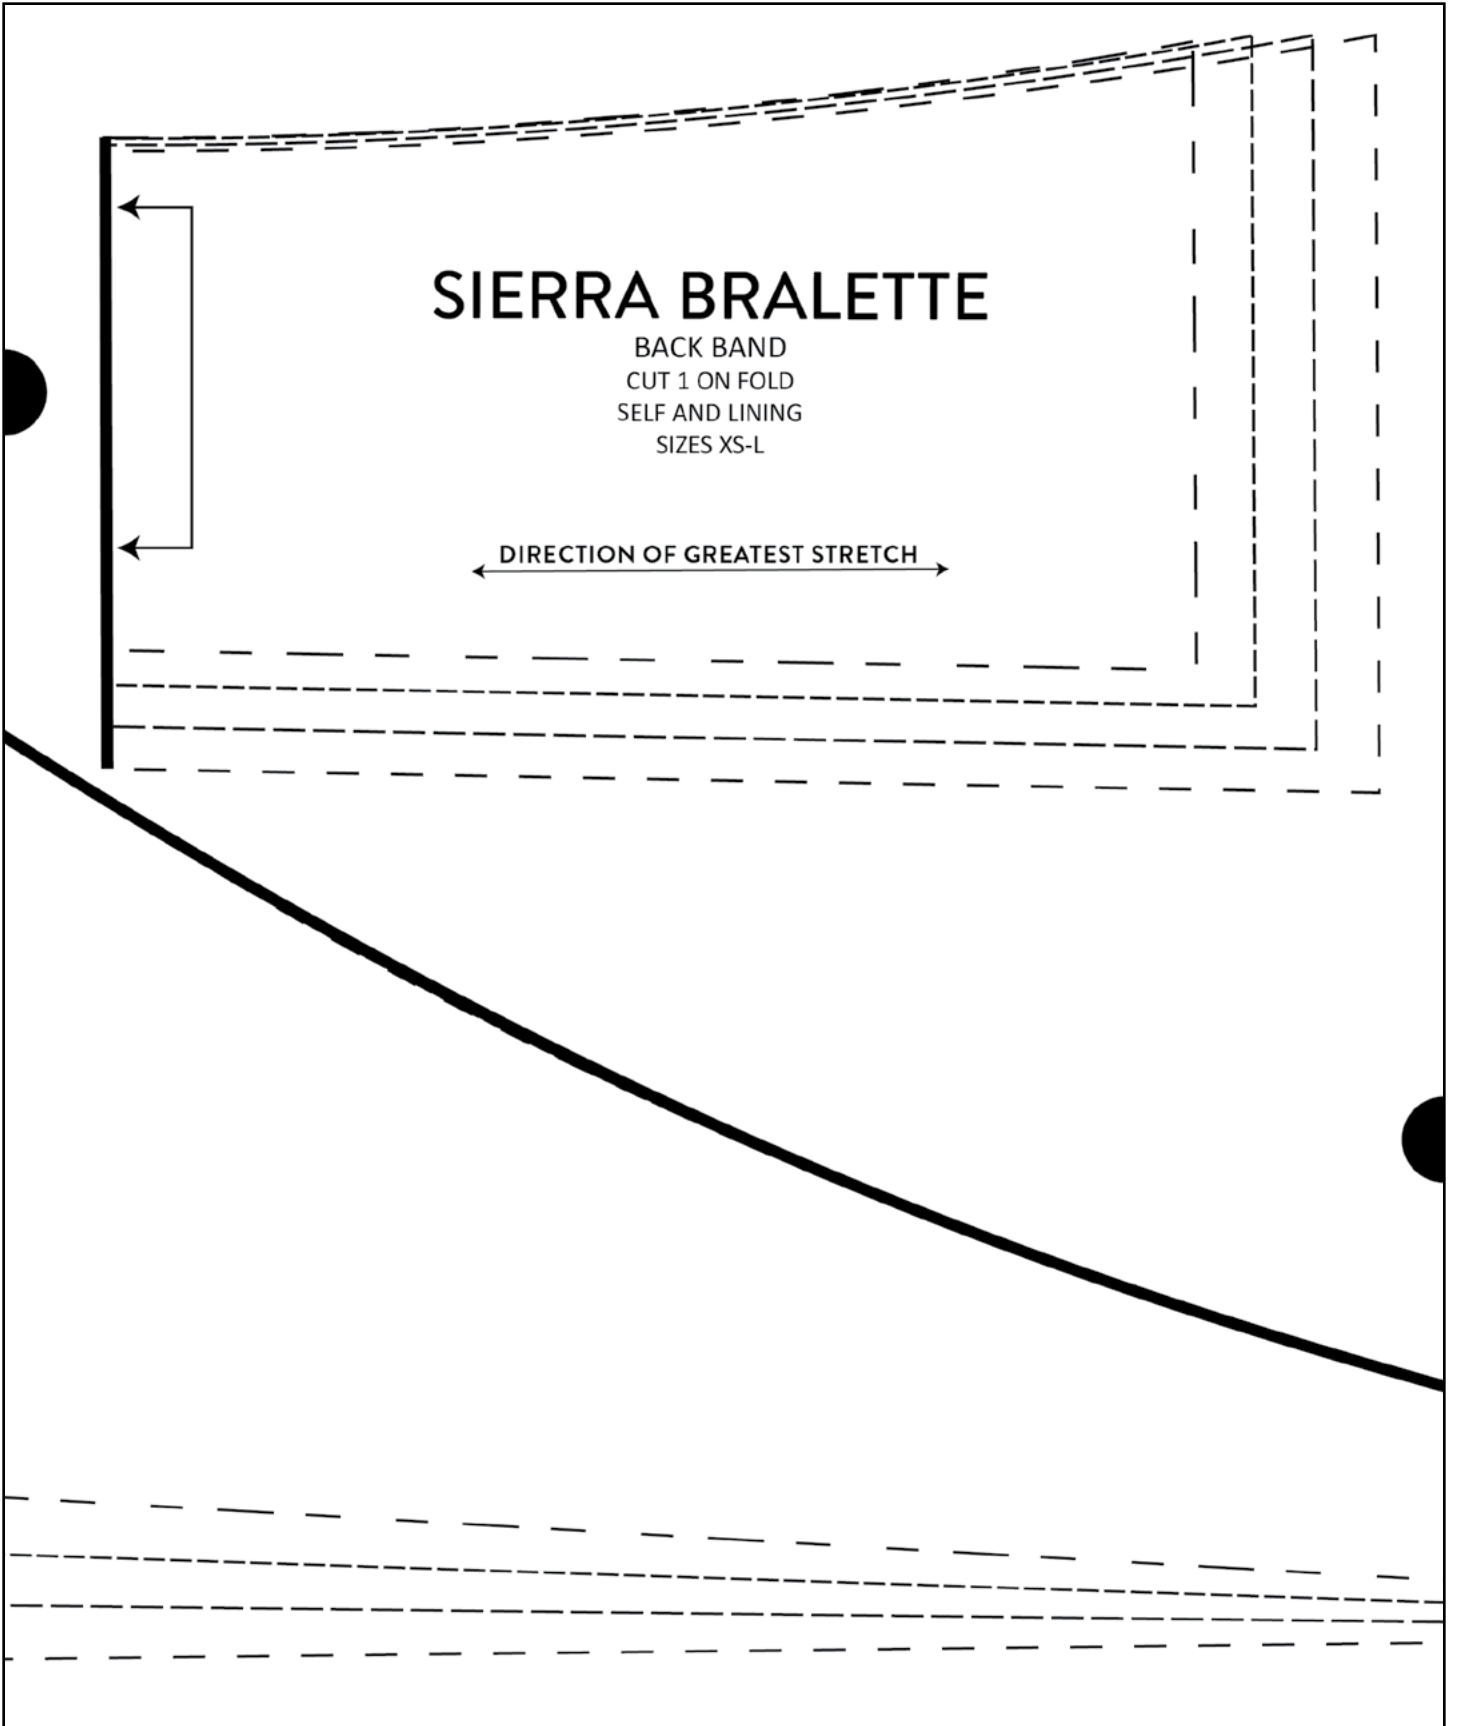 SIERRA BRALETTE
BACK BAND
CUT 1 ON FOLD
SELF AND LINING
SIZES XS-L
DIRECTION OF GREATEST STRETCH